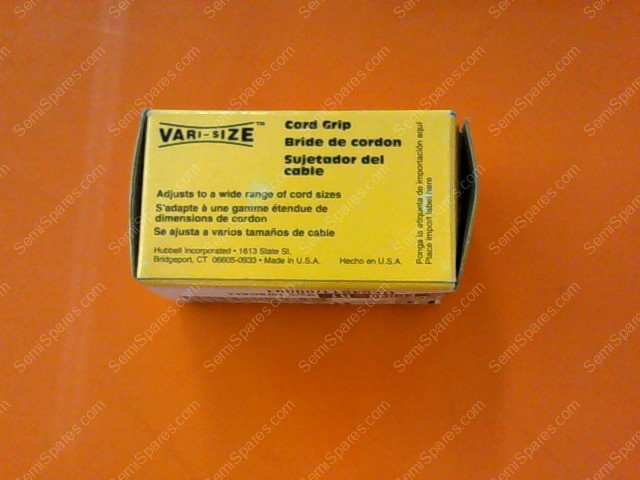 VARI-SIZE™
Cord Grip
Bride de cordon
Sujetador del
cable
Adjusts to a wide range of cord sizes
S'adapte à une gamme étendue de
dimensions de cordon
Se ajusta a varios tamaños de cable
Hubbell Incorporated • 1613 State St.
Bridgeport, CT 06605-0933 • Made in U.S.A. Hecho en U.S.A.
Ponga la etiqueta de importación aquí
Place import label here
SemiSpares.com